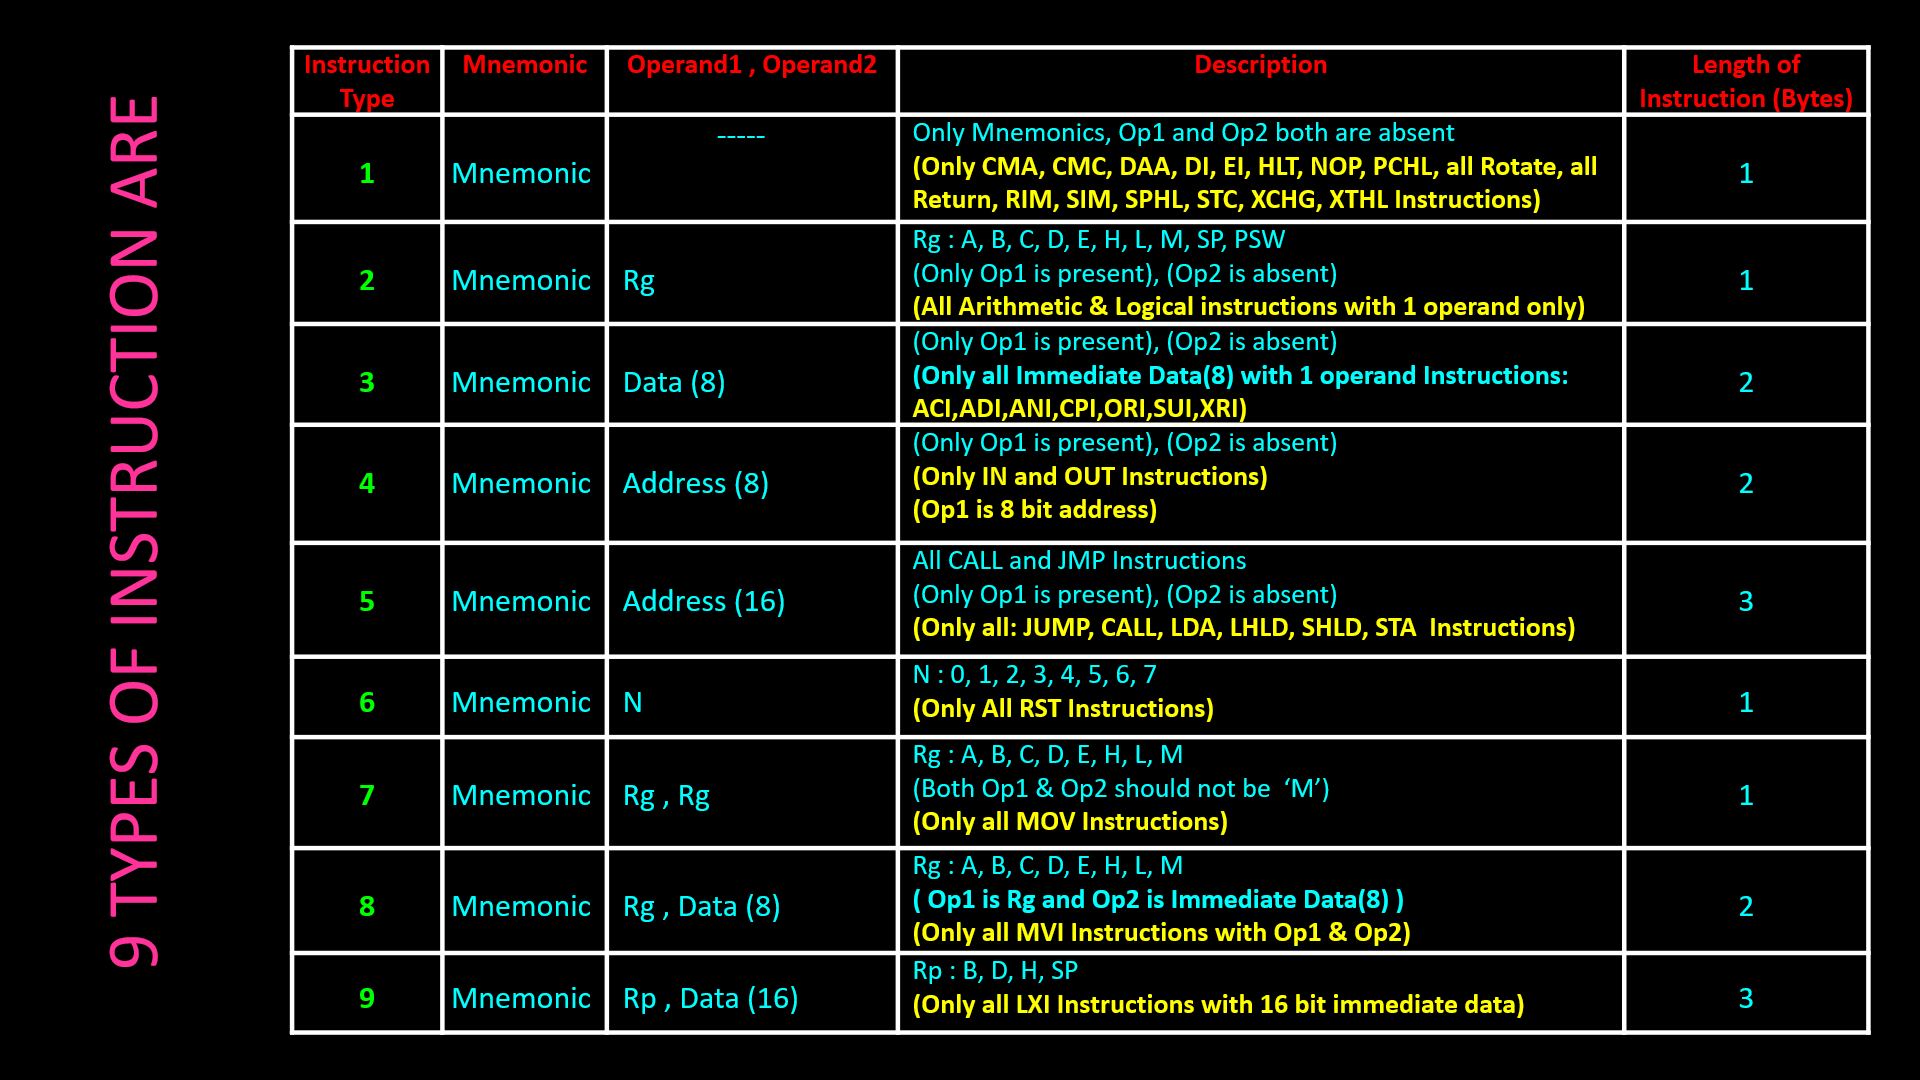 9 TYPES OF INSTRUCTION ARE
Instruction Type
Mnemonic
Operand1 , Operand2
Description
Length of Instruction (Bytes)
1
Mnemonic
-----
Only Mnemonics, Op1 and Op2 both are absent
(Only CMA, CMC, DAA, DI, EI, HLT, NOP, PCHL, all Rotate, all
Return, RIM, SIM, SPHL, STC, XCHG, XTHL Instructions)
1
2
Mnemonic
Rg
Rg : A, B, C, D, E, H, L, M, SP, PSW
(Only Op1 is present), (Op2 is absent)
(All Arithmetic & Logical instructions with 1 operand only)
1
3
Mnemonic
Data (8)
(Only Op1 is present), (Op2 is absent)
(Only all Immediate Data(8) with 1 operand Instructions:
ACI,ADI,ANI,CPI,ORI,SUI,XRI)
2
4
Mnemonic
Address (8)
(Only Op1 is present), (Op2 is absent)
(Only IN and OUT Instructions)
(Op1 is 8 bit address)
2
5
Mnemonic
Address (16)
All CALL and JMP Instructions
(Only Op1 is present), (Op2 is absent)
(Only all: JUMP, CALL, LDA, LHLD, SHLD, STA  Instructions)
3
6
Mnemonic
N
N : 0, 1, 2, 3, 4, 5, 6, 7
(Only All RST Instructions)
1
7
Mnemonic
Rg , Rg
Rg : A, B, C, D, E, H, L, M
(Both Op1 & Op2 should not be  ‘M’)
(Only all MOV Instructions)
1
8
Mnemonic
Rg , Data (8)
Rg : A, B, C, D, E, H, L, M
( Op1 is Rg and Op2 is Immediate Data(8) )
(Only all MVI Instructions with Op1 & Op2)
2
9
Mnemonic
Rp , Data (16)
Rp : B, D, H, SP
(Only all LXI Instructions with 16 bit immediate data)
3